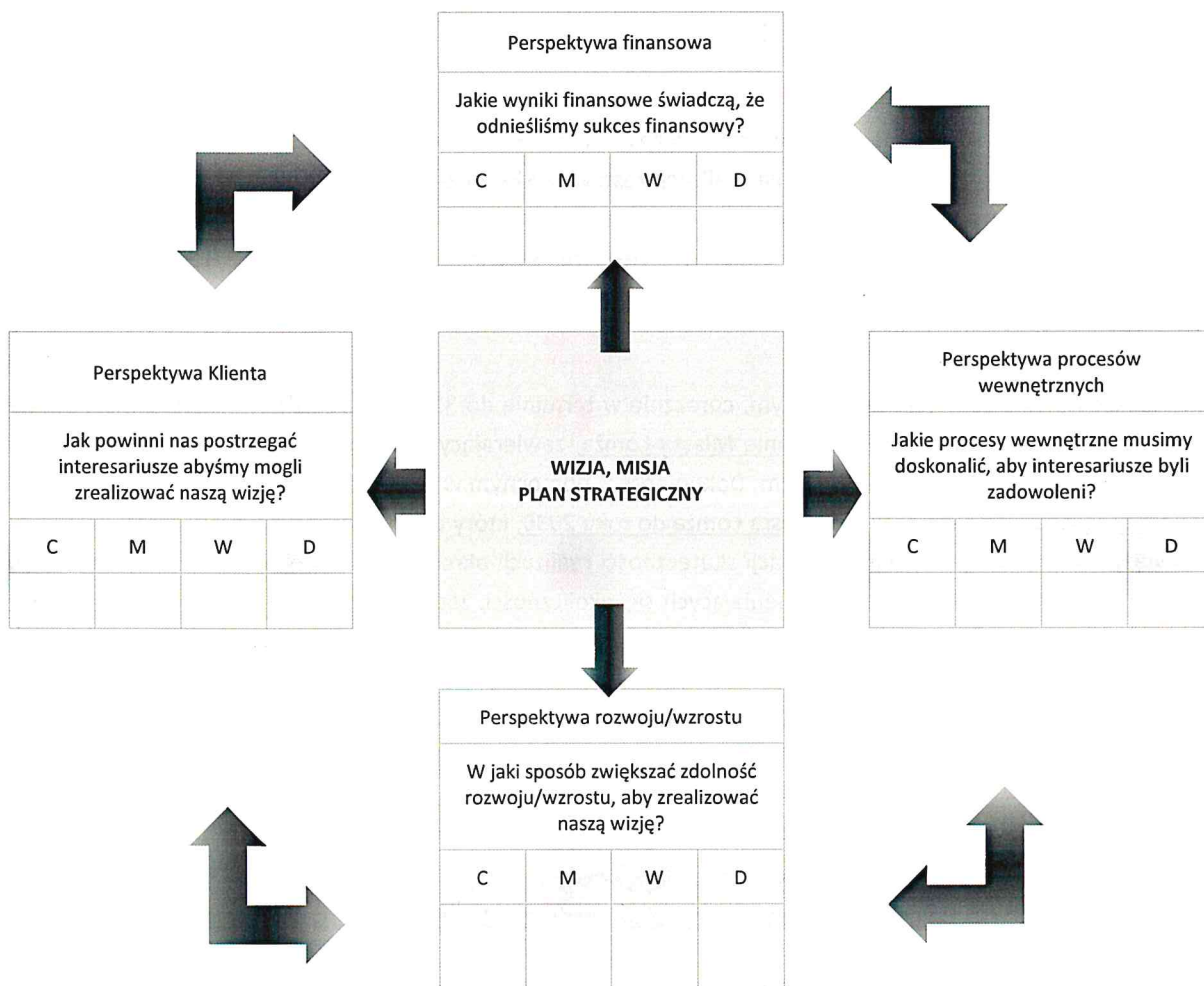 Perspektywa finansowa
Jakie wyniki finansowe świadczą, że
odnieśliśmy sukces finansowy?
C M W D
Perspektywa Klienta
Jak powinni nas postrzegać
interesariusze abyśmy mogli
zrealizować naszą wizję?
C M W D
WIZJA, MISJA
PLAN STRATEGICZNY
Perspektywa procesów
wewnętrznych
Jakie procesy wewnętrzne musimy
doskonalić, aby interesariusze byli
zadowoleni?
C M W D
Perspektywa rozwoju/wzrostu
W jaki sposób zwiększać zdolność
rozwoju/wzrostu, aby zrealizować
naszą wizję?
C M W D